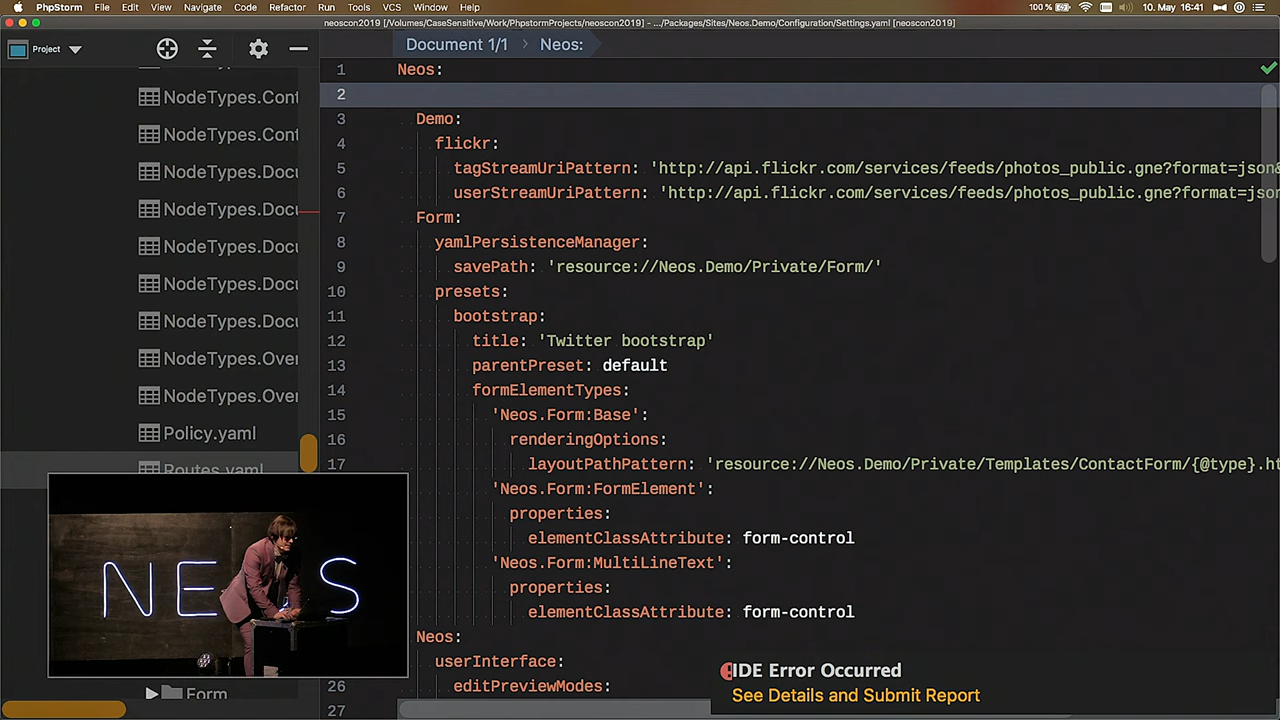 PhpStorm File Edit View Navigate Code Refactor Run Tools VCS Window Help 100 % 10. May 16:41
neoscon2019 [/Volumes/CaseSensitive/Work/PhpstormProjects/neoscon2019] - .../Packages/Sites/Neos.Demo/Configuration/Settings.yaml [neoscon2019]
Project
Document 1/1 Neos:
NodeTypes.Cont
NodeTypes.Cont
NodeTypes.Docu
NodeTypes.Docu
NodeTypes.Docu
NodeTypes.Docu
NodeTypes.Docu
NodeTypes.Over
NodeTypes.Over
Policy.yaml
Routes.yaml
Form
1 Neos:
2
3 Demo:
4 flickr:
5 tagStreamUriPattern: 'http://api.flickr.com/services/feeds/photos_public.gne?format=json&
6 userStreamUriPattern: 'http://api.flickr.com/services/feeds/photos_public.gne?format=json
7 Form:
8 yamlPersistenceManager:
9 savePath: 'resource://Neos.Demo/Private/Form/'
10 presets:
11 bootstrap:
12 title: 'Twitter bootstrap'
13 parentPreset: default
14 formElementTypes:
15 'Neos.Form:Base':
16 renderingOptions:
17 layoutPathPattern: 'resource://Neos.Demo/Private/Templates/ContactForm/{@type}.ht
'Neos.Form:FormElement':
properties:
elementClassAttribute: form-control
'Neos.Form:MultiLineText':
properties:
elementClassAttribute: form-control
Neos:
userInterface:
26 editPreviewModes:
27
NE S
IDE Error Occurred
See Details and Submit Report